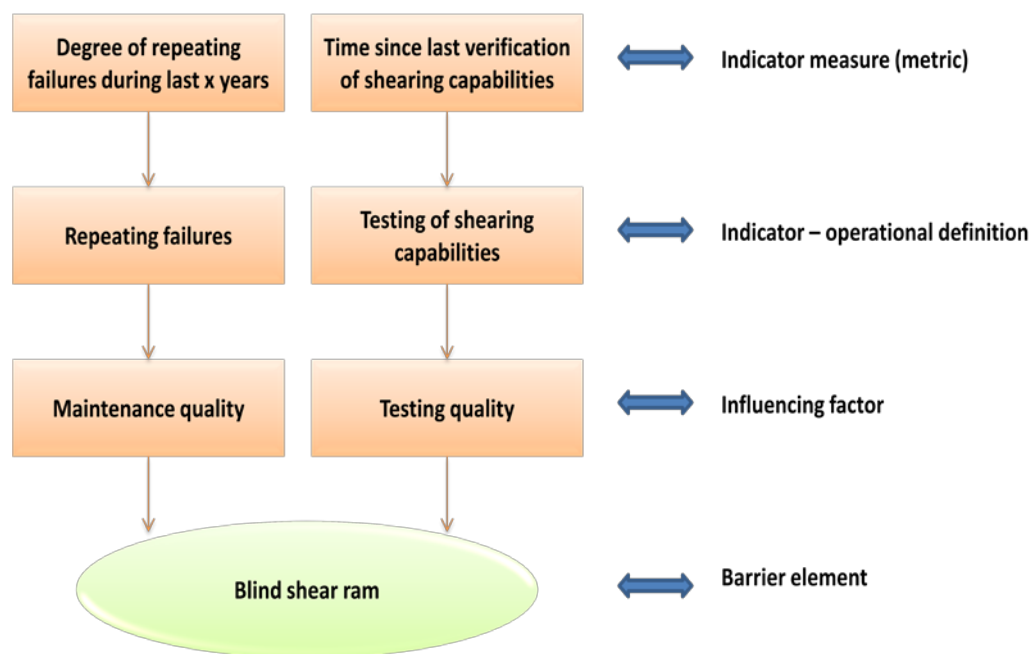 Degree of repeating
failures during last x years
Time since last verification
of shearing capabilities
Indicator measure (metric)
Repeating failures
Testing of shearing
capabilities
Indicator – operational definition
Maintenance quality
Testing quality
Influencing factor
Blind shear ram
Barrier element